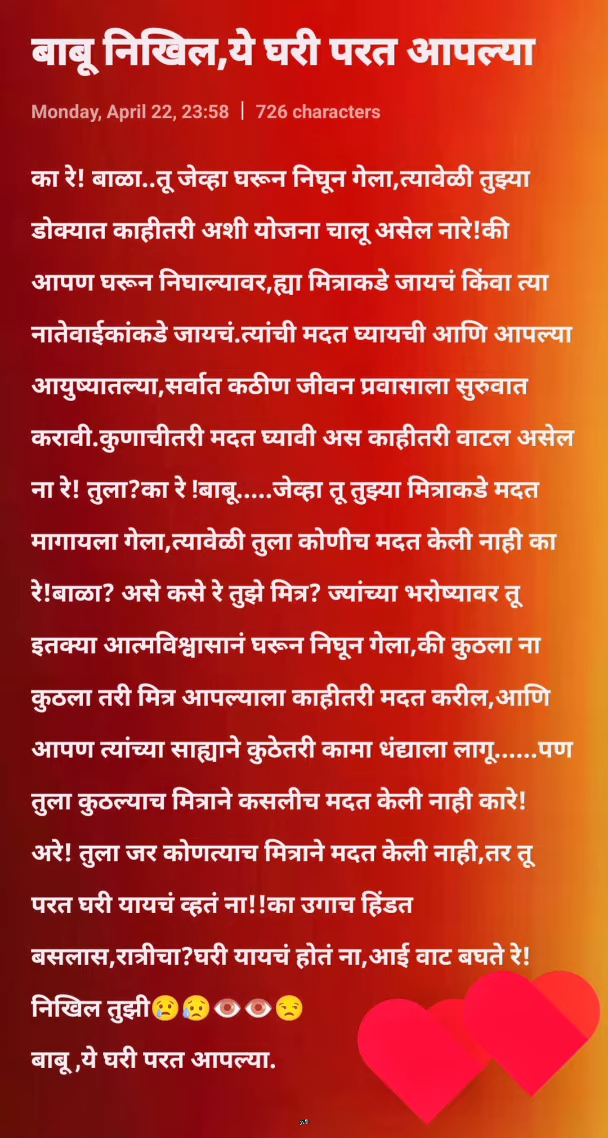 बाबू निखिल,ये घरी परत आपल्या
Monday, April 22, 23:58 | 726 characters
का रे! बाळा..तू जेव्हा घरून निघून गेला,त्यावेळी तुझ्या
डोक्यात काहीतरी अशी योजना चालू असेल नारे!की
आपण घरून निघाल्यावर,ह्या मित्राकडे जायचं किंवा त्या
नातेवाईकांकडे जायचं.त्यांची मदत घ्यायची आणि आपल्या
आयुष्यातल्या,सर्वात कठीण जीवन प्रवासाला सुरुवात
करावी.कुणाचीतरी मदत घ्यावी अस काहीतरी वाटल असेल
ना रे! तुला?का रे !बाबू.....जेव्हा तू तुझ्या मित्राकडे मदत
मागायला गेला,त्यावेळी तुला कोणीच मदत केली नाही का
रे!बाळा? असे कसे रे तुझे मित्र? ज्यांच्या भरोष्यावर तू
इतक्या आत्मविश्वासानं घरून निघून गेला,की कुठला ना
कुठला तरी मित्र आपल्याला काहीतरी मदत करील,आणि
आपण त्यांच्या साह्याने कुठेतरी कामा धंद्याला लागू......पण
तुला कुठल्याच मित्राने कसलीच मदत केली नाही कारे!
अरे! तुला जर कोणत्याच मित्राने मदत केली नाही,तर तू
परत घरी यायचं व्हतं ना!!का उगाच हिंडत
बसलास,रात्रीचा?घरी यायचं होतं ना,आई वाट बघते रे!
निखिल तुझी😢😥👁️👁️😒
बाबू ,ये घरी परत आपल्या.